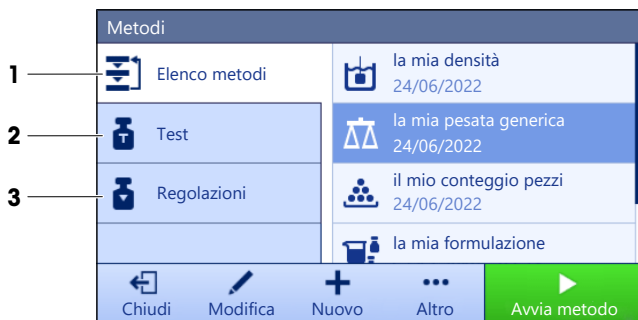 Metodi
1
Elenco metodi
2
Test
3
Regolazioni
la mia densità
24/06/2022
la mia pesata generica
24/06/2022
il mio conteggio pezzi
24/06/2022
la mia formulazione
Chiudi
Modifica
Nuovo
Altro
Avvia metodo